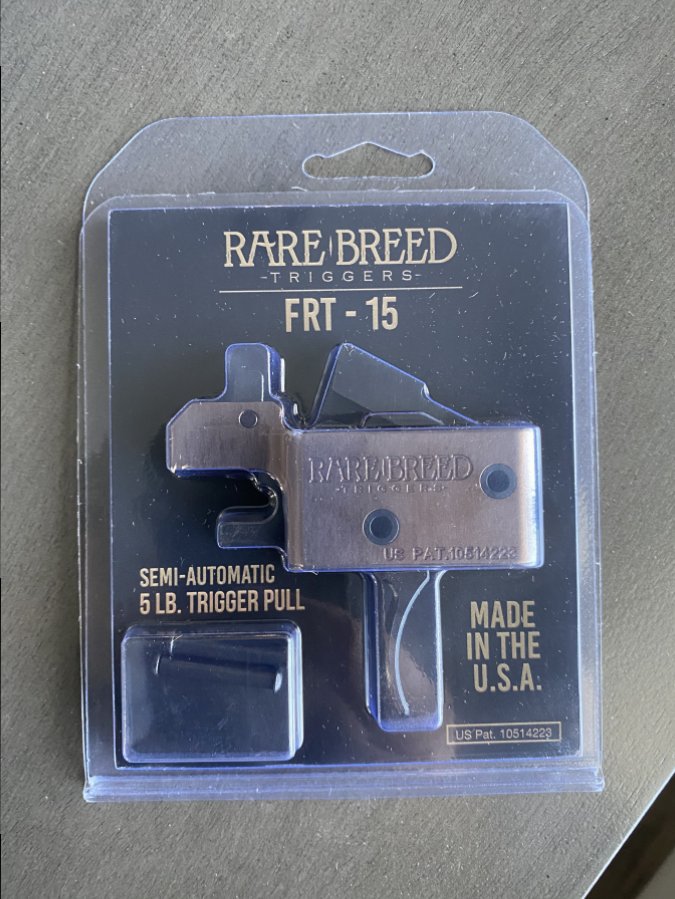 RARE BREED
-TRIGGERS-
FRT - 15
RARE BREED
-TRIGGERS-
US PAT.10514223
SEMI-AUTOMATIC
5 LB. TRIGGER PULL
MADE
IN THE
U.S.A.
US Pat. 10514223